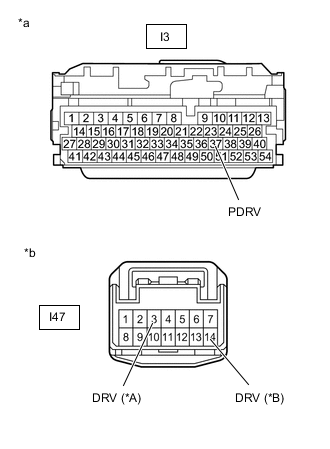 *a
I3
1 2 3 4 5 6 7 8 9 10 11 12 13
14 15 16 17 18 19 20 21 22 23 24 25 26
27 28 29 30 31 32 33 34 35 36 37 38 39 40
41 42 43 44 45 46 47 48 49 50 51 52 53 54
PDRV
*b
I47
1 2 3 4 5 6 7
8 9 10 11 12 13 14
DRV (*A) DRV (*B)